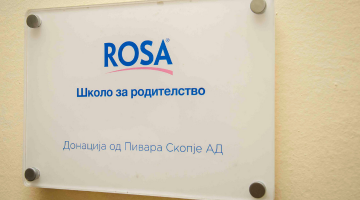 ROSA®
Школо за родителство
Донација од Пивара Скопје АД